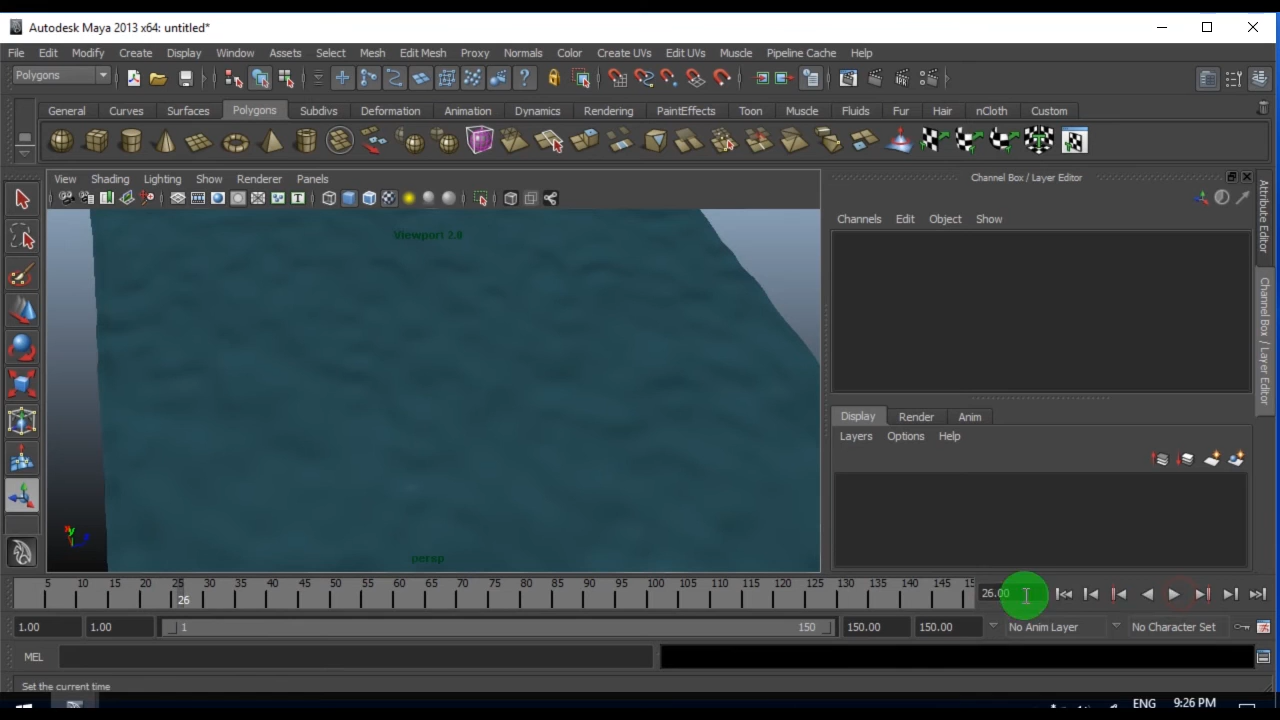 Autodesk Maya 2013 x64: untitled*
File Edit Modify Create Display Window Assets Select Mesh Edit Mesh Proxy Normals Color Create UVs Edit UVs Muscle Pipeline Cache Help
Polygons
General Curves Surfaces Polygons Subdivs Deformation Animation Dynamics Rendering PaintEffects Toon Muscle Fluids Fur Hair nCloth Custom
View Shading Lighting Show Renderer Panels
Channel Box / Layer Editor
Channels Edit Object Show
Viewport 2.0
Attribute Editor
Channel Box / Layer Editor
Display Render Anim
Layers Options Help
persp
5 10 15 20 25 30 35 40 45 50 55 60 65 70 75 80 85 90 95 100 105 110 115 120 125 130 135 140 145 15
26
26.00
1.00 1.00 1 150 150.00 150.00 No Anim Layer No Character Set
MEL
Set the current time
ENG 9:26 PM